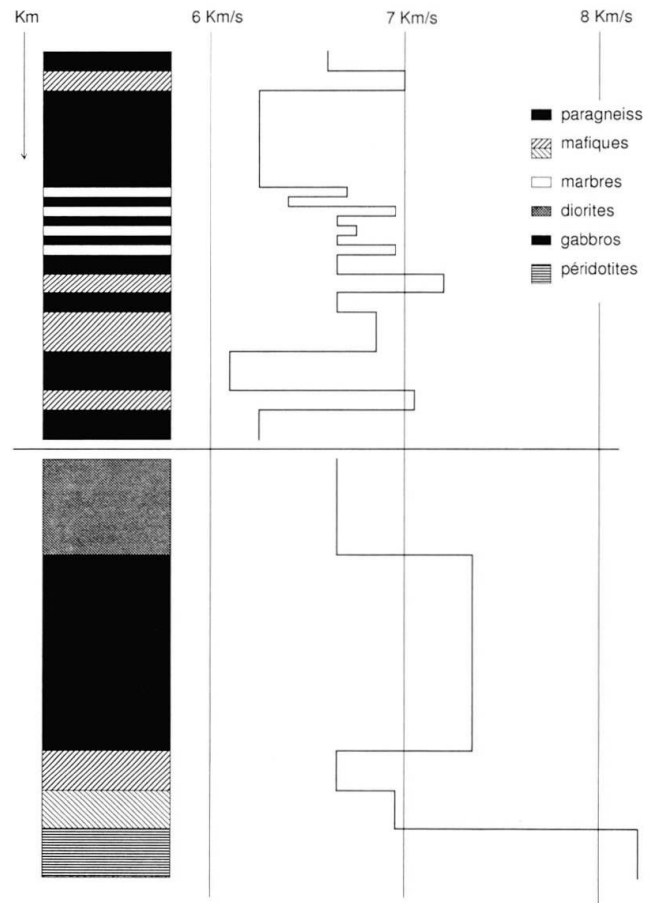 Km 6 Km/s 7 Km/s 8 Km/s
paragneiss
mafiques
marbres
diorites
gabbros
péridotites